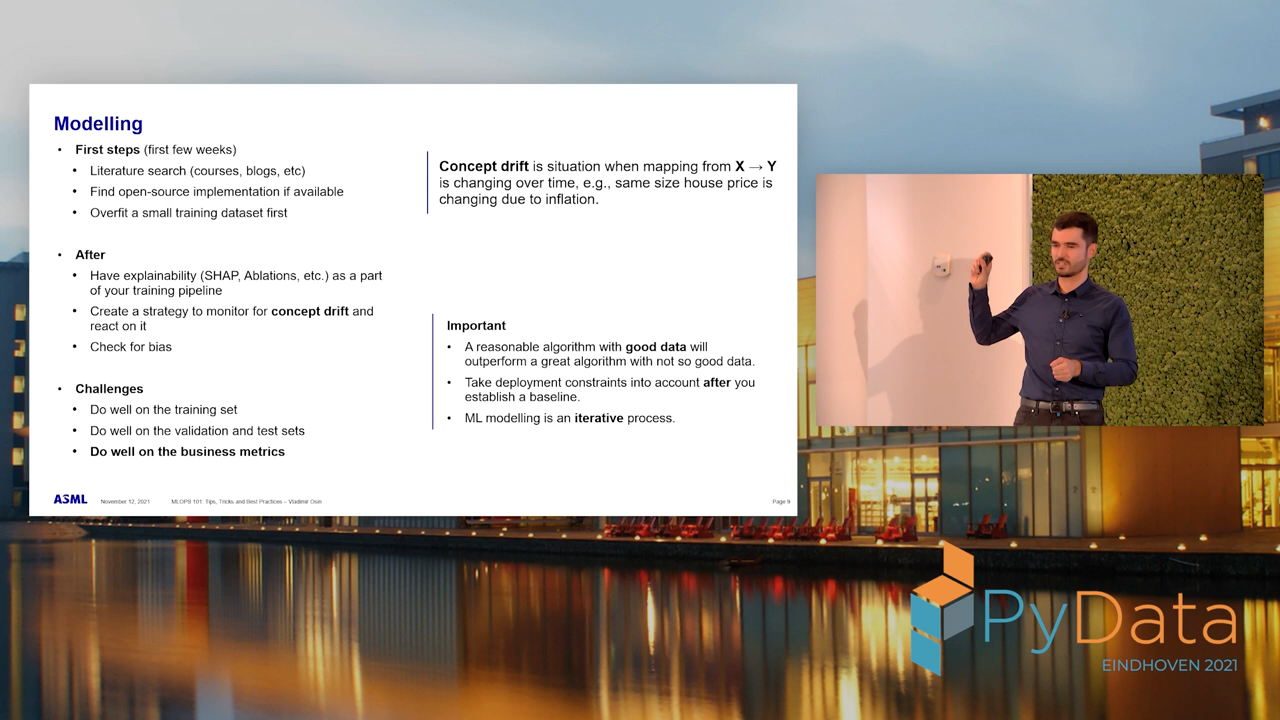 Modelling
• First steps (first few weeks)
• Literature search (courses, blogs, etc)
• Find open-source implementation if available
• Overfit a small training dataset first
• After
• Have explainability (SHAP, Ablations, etc.) as a part
of your training pipeline
• Create a strategy to monitor for concept drift and
react on it
• Check for bias
• Challenges
• Do well on the training set
• Do well on the validation and test sets
• Do well on the business metrics
Concept drift is situation when mapping from X → Y
is changing over time, e.g., same size house price is
changing due to inflation.
Important
• A reasonable algorithm with good data will
outperform a great algorithm with not so good data.
• Take deployment constraints into account after you
establish a baseline.
• ML modelling is an iterative process.
ASML
November 12, 2021
MLOPS 101: Tips, Tricks and Best Practices – Vladimir Osin
Page 9
PyData
EINDHOVEN 2021